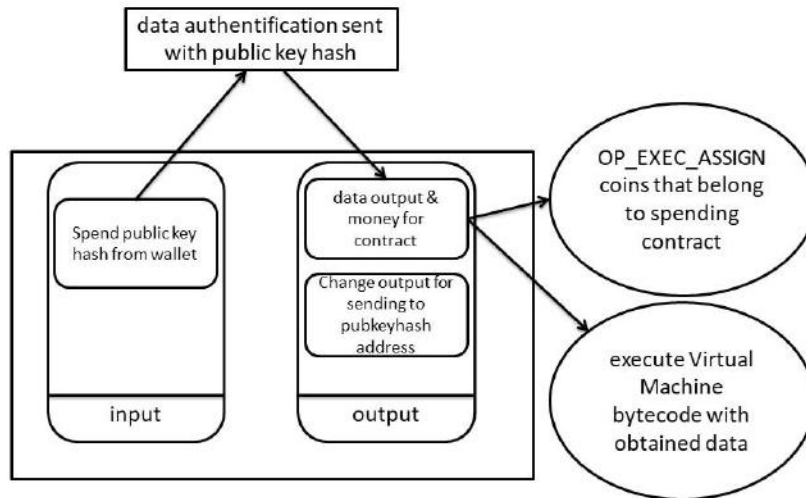 data authentification sent
with public key hash
Spend public key
hash from wallet
input
data output &
money for
contract
Change output for
sending to
pubkeyhash
address
output
OP_EXEC_ASSIGN
coins that belong
to spending
contract
execute Virtual
Machine
bytecode with
obtained data